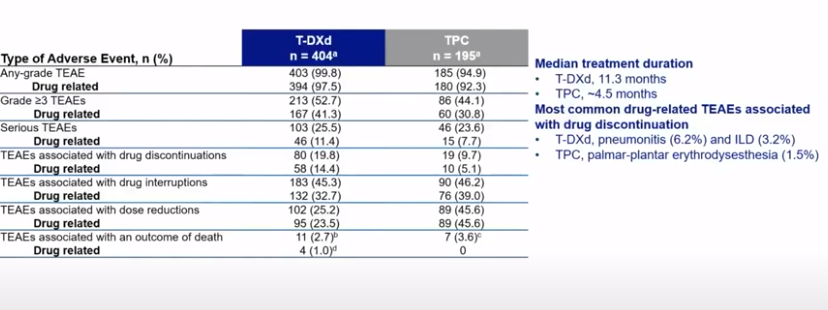 T-DXd TPC
Type of Adverse Event, n (%) n = 404ᵃ n = 195ᵃ
Any-grade TEAE 403 (99.8) 185 (94.9)
Drug related 394 (97.5) 180 (92.3)
Grade ≥3 TEAEs 213 (52.7) 86 (44.1)
Drug related 167 (41.3) 60 (30.8)
Serious TEAEs 103 (25.5) 46 (23.6)
Drug related 46 (11.4) 15 (7.7)
TEAEs associated with drug discontinuations 80 (19.8) 19 (9.7)
Drug related 58 (14.4) 10 (5.1)
TEAEs associated with drug interruptions 183 (45.3) 90 (46.2)
Drug related 132 (32.7) 76 (39.0)
TEAEs associated with dose reductions 102 (25.2) 89 (45.6)
Drug related 95 (23.5) 89 (45.6)
TEAEs associated with an outcome of death 11 (2.7)ᵇ 7 (3.6)ᶜ
Drug related 4 (1.0)ᵈ 0
Median treatment duration
• T-DXd, 11.3 months
• TPC, ~4.5 months
Most common drug-related TEAEs associated
with drug discontinuation
• T-DXd, pneumonitis (6.2%) and ILD (3.2%)
• TPC, palmar-plantar erythrodysesthesia (1.5%)